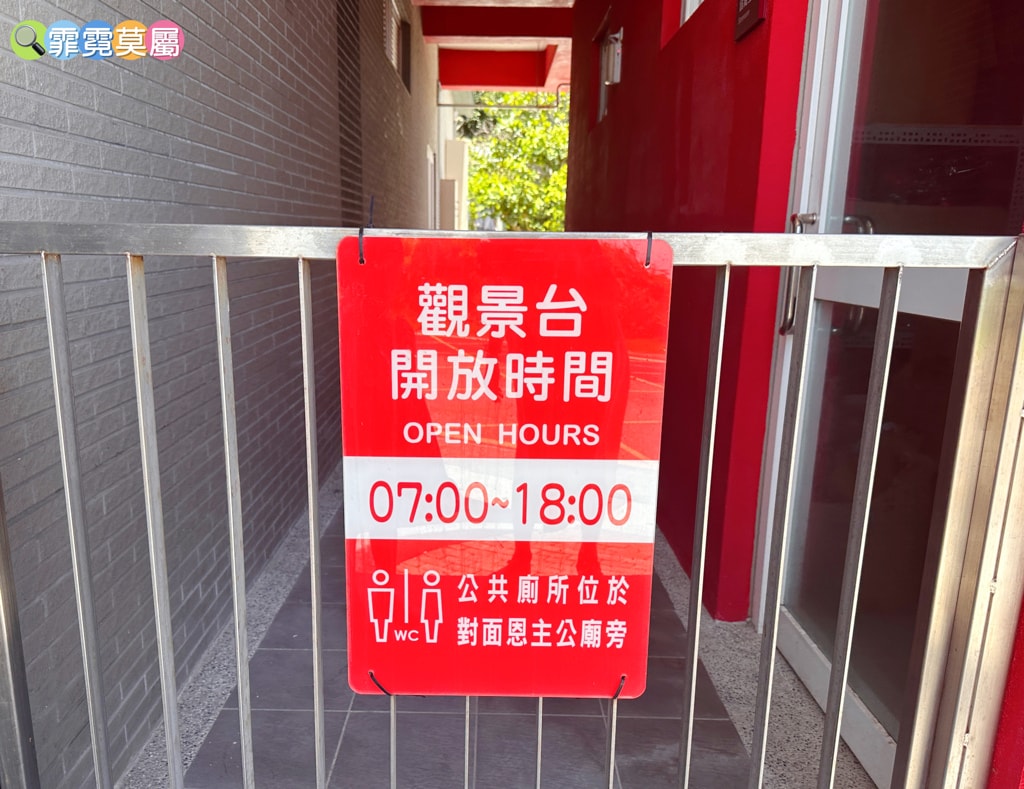 霏霓莫屬
觀景台
開放時間
OPEN HOURS
07:00~18:00
公共廁所位於
WC
對面恩主公廟旁